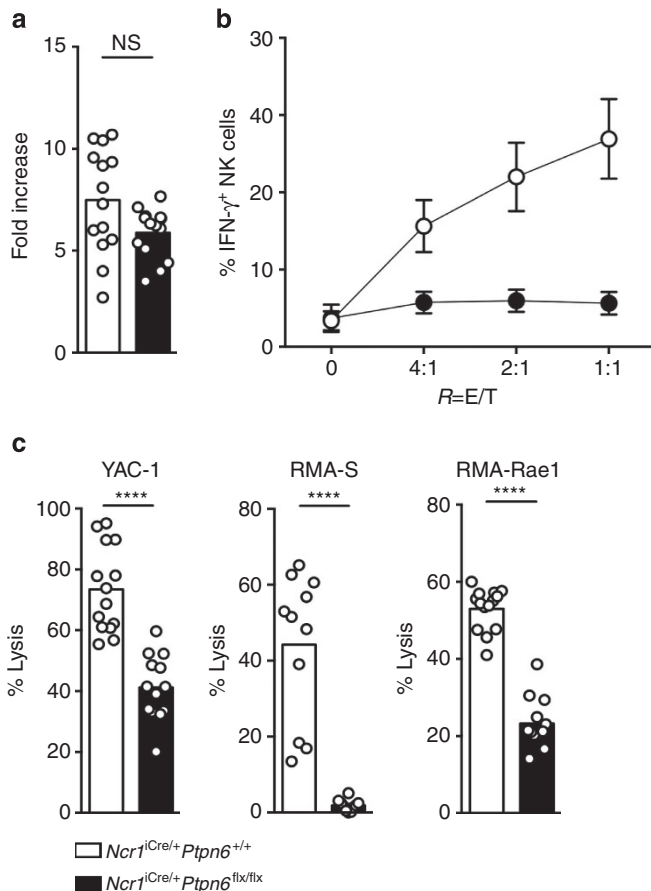 a
15
10
5
0
Fold increase
NS
b
30
40
20
10
0
% IFN-γ+ NK cells
0 4:1 2:1 1:1
R=E/T
c
YAC-1
100
80
60
40
20
0
% Lysis
****
RMA-S
80
60
40
20
0
% Lysis
****
RMA-Rae1
80
60
40
20
0
% Lysis
****
Ncr1iCre/+Ptpn6+/+
Ncr1iCre/+Ptpn6flx/flx